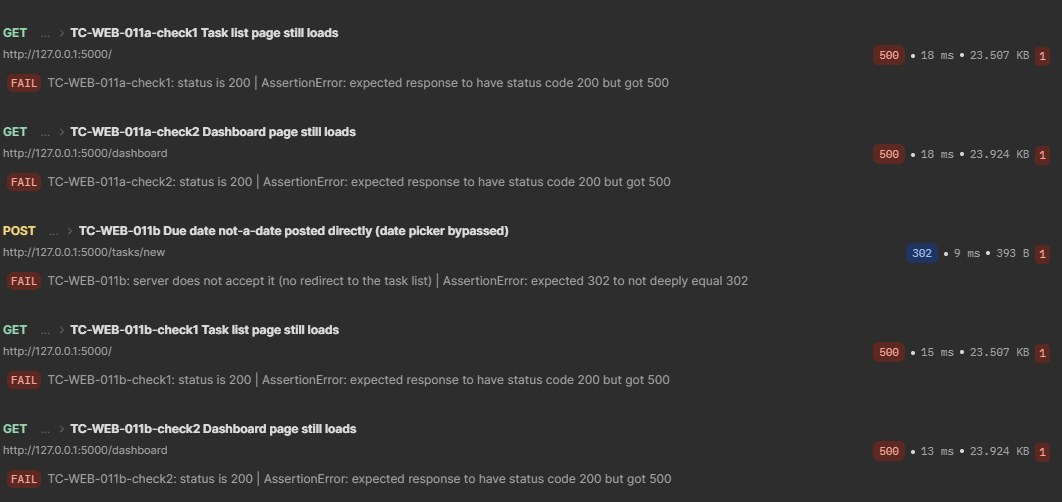 GET ... > TC-WEB-011a-check1 Task list page still loads
http://127.0.0.1:5000/ 500 • 18 ms • 23.507 KB 1
FAIL TC-WEB-011a-check1: status is 200 | AssertionError: expected response to have status code 200 but got 500
GET ... > TC-WEB-011a-check2 Dashboard page still loads
http://127.0.0.1:5000/dashboard 500 • 18 ms • 23.924 KB 1
FAIL TC-WEB-011a-check2: status is 200 | AssertionError: expected response to have status code 200 but got 500
POST ... > TC-WEB-011b Due date not-a-date posted directly (date picker bypassed)
http://127.0.0.1:5000/tasks/new 302 • 9 ms • 393 B 1
FAIL TC-WEB-011b: server does not accept it (no redirect to the task list) | AssertionError: expected 302 to not deeply equal 302
GET ... > TC-WEB-011b-check1 Task list page still loads
http://127.0.0.1:5000/ 500 • 15 ms • 23.507 KB 1
FAIL TC-WEB-011b-check1: status is 200 | AssertionError: expected response to have status code 200 but got 500
GET ... > TC-WEB-011b-check2 Dashboard page still loads
http://127.0.0.1:5000/dashboard 500 • 13 ms • 23.924 KB 1
FAIL TC-WEB-011b-check2: status is 200 | AssertionError: expected response to have status code 200 but got 500